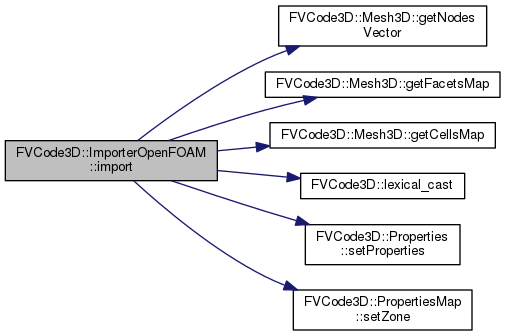 FVCode3D::Mesh3D::getNodes
Vector
FVCode3D::Mesh3D::getFacetsMap
FVCode3D::Mesh3D::getCellsMap
FVCode3D::ImporterOpenFOAM
::import
FVCode3D::lexical_cast
FVCode3D::Properties
::setProperties
FVCode3D::PropertiesMap
::setZone